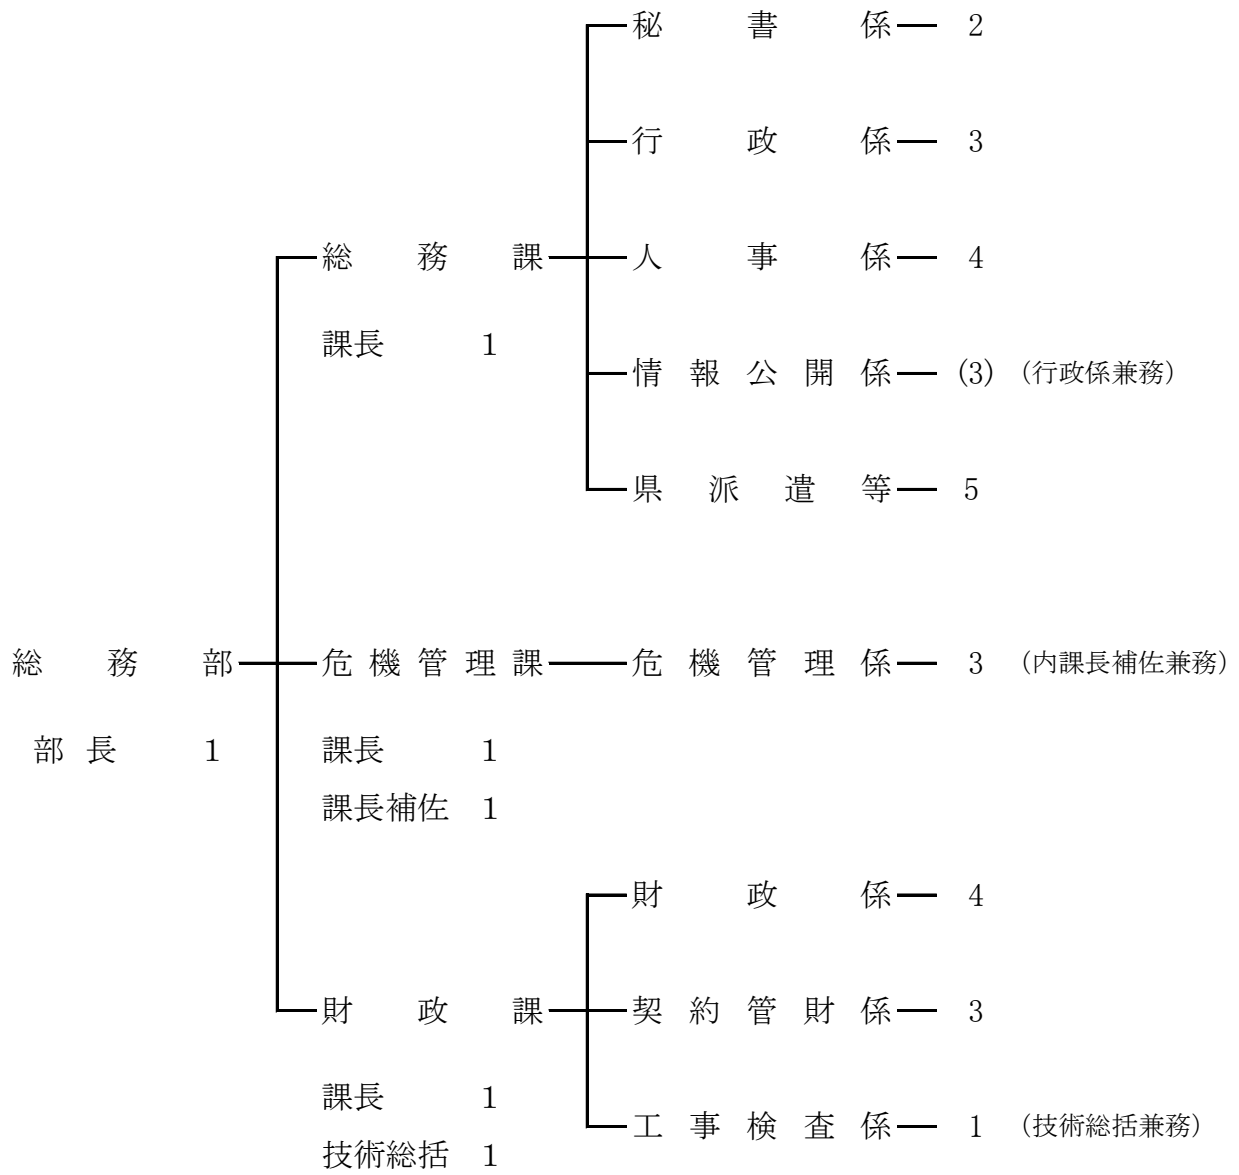 秘書係 2
行政係 3
総務課 人事係 4
課長 1
情報公開係 (3) (行政係兼務)
県派遣等 5
総務部 危機管理課 危機管理係 3 (内課長補佐兼務)
部長 1 課長 1
課長補佐 1
財政係 4
財政課 契約管財係 3
課長 1
工事検査係 1 (技術総括兼務)
技術総括 1